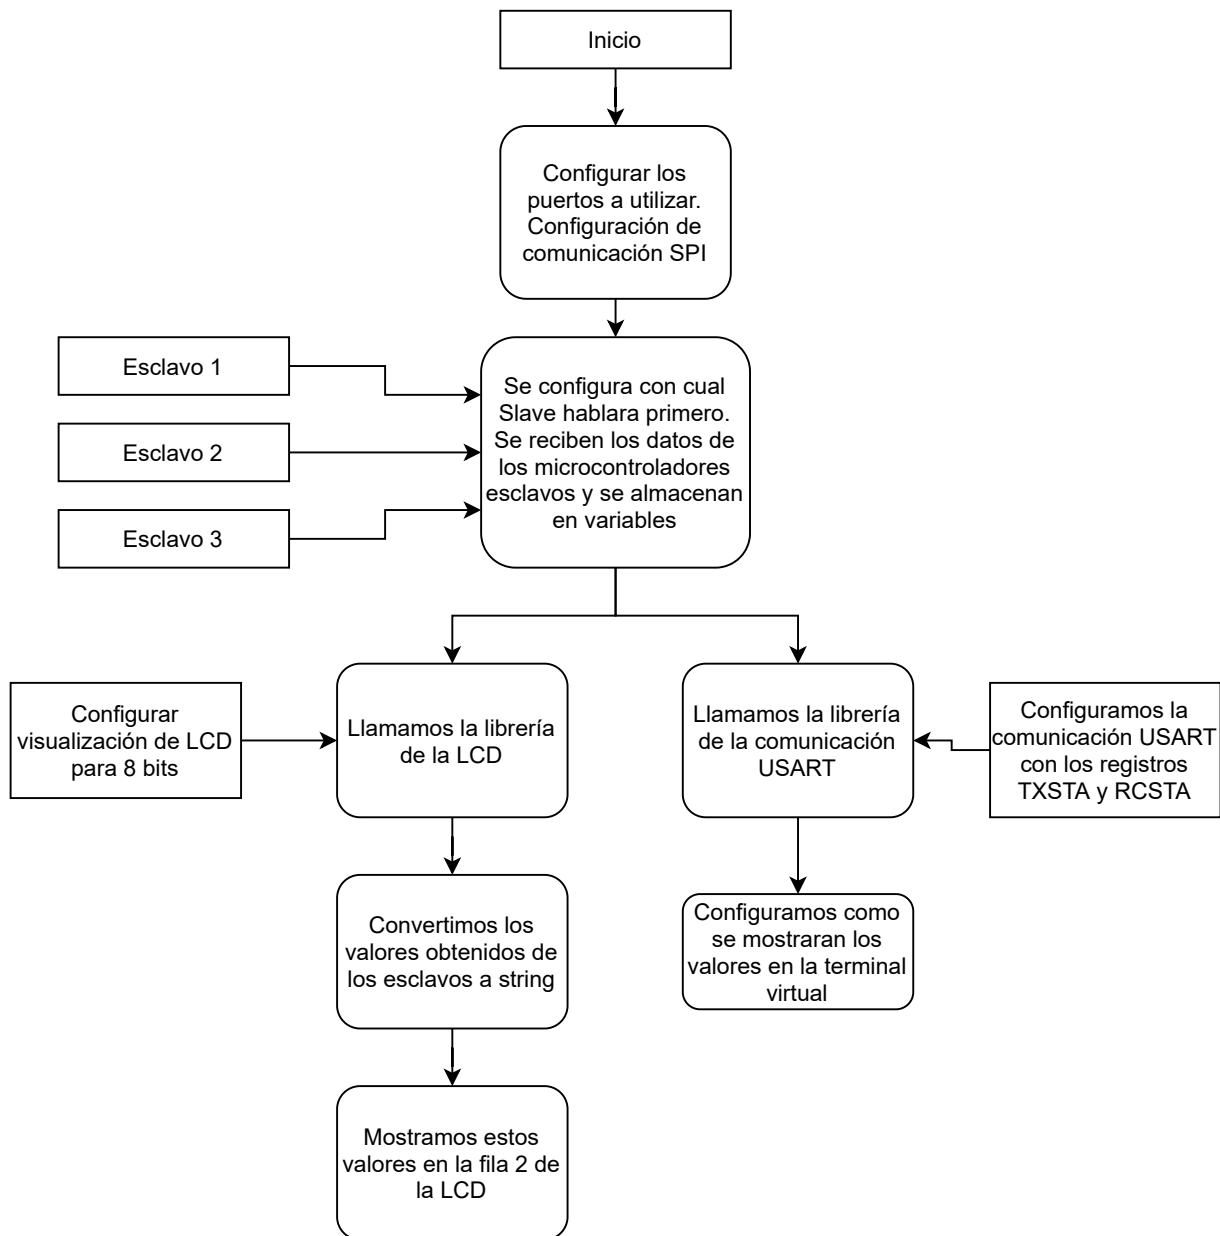 Inicio
Configurar los
puertos a utilizar.
Configuración de
comunicación SPI
Esclavo 1
Esclavo 2
Esclavo 3
Se configura con cual
Slave hablara primero.
Se reciben los datos de
los microcontroladores
esclavos y se almacenan
en variables
Configurar
visualización de LCD
para 8 bits
Llamamos la librería
de la LCD
Llamamos la librería
de la comunicación
USART
Configuramos la
comunicación USART
con los registros
TXSTA y RCSTA
Convertimos los
valores obtenidos de
los esclavos a string
Configuramos como
se mostraran los
valores en la terminal
virtual
Mostramos estos
valores en la fila 2 de
la LCD